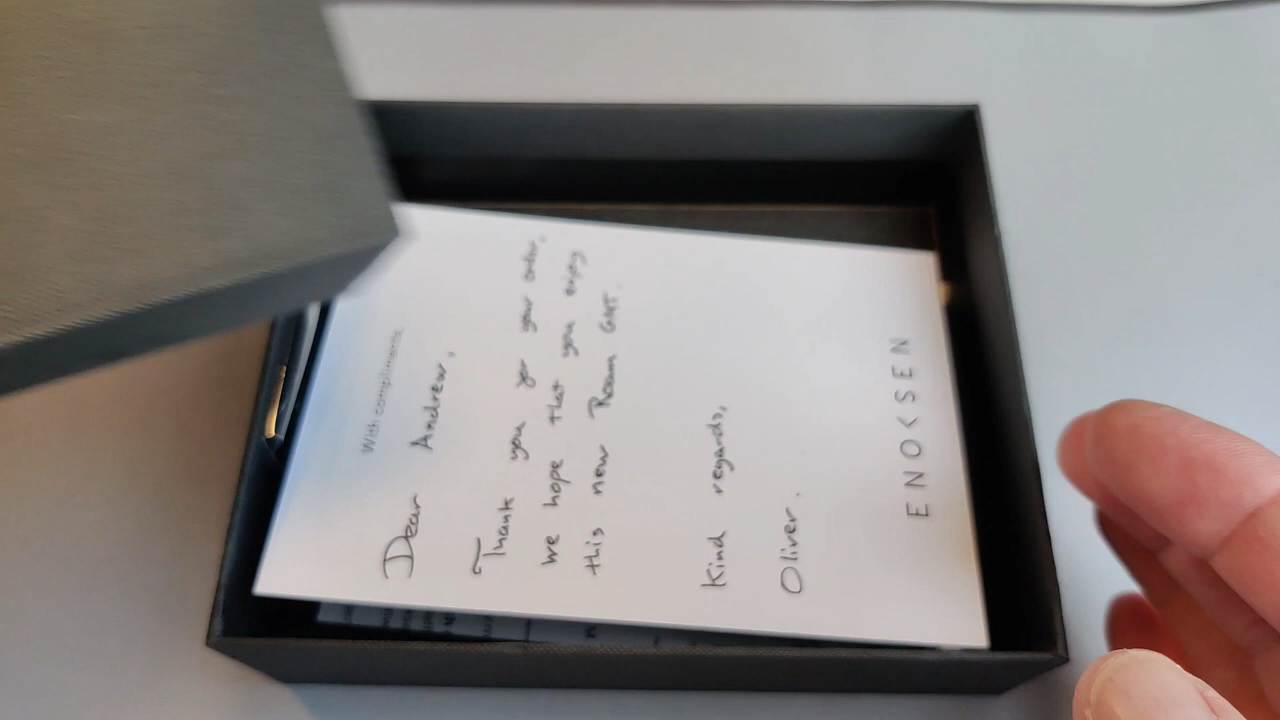 With compliments
Dear Andrew,
Thank you for your order,
we hope that you enjoy
this new Roam GMT.
Kind regards,
Oliver.
ENOKSEN